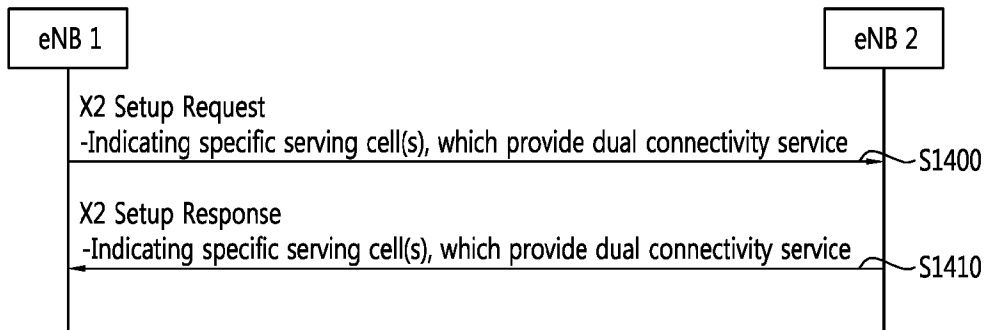 eNB 1
eNB 2
X2 Setup Request
-Indicating specific serving cell(s), which provide dual connectivity service
S1400
X2 Setup Response
-Indicating specific serving cell(s), which provide dual connectivity service
S1410